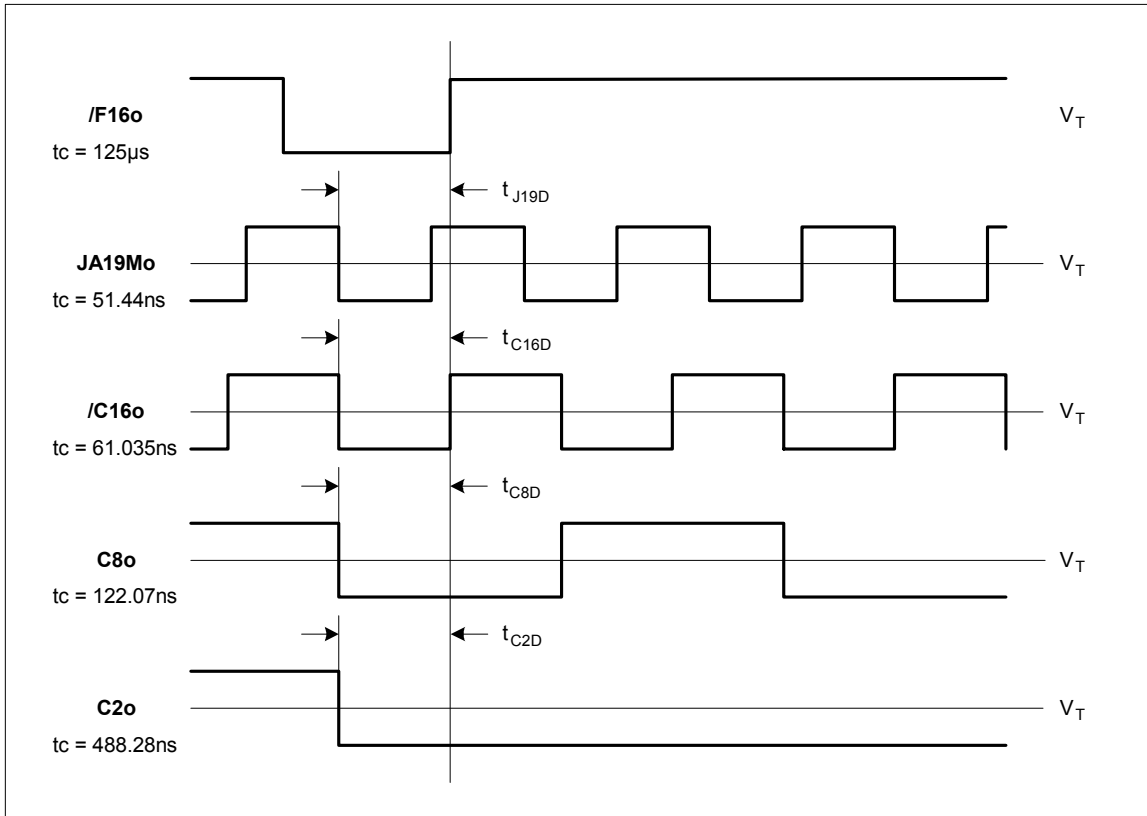 /F16o
tc = 125µs
V_T
t_J19D
JA19Mo
tc = 51.44ns
V_T
t_C16D
/C16o
tc = 61.035ns
V_T
t_C8D
C8o
tc = 122.07ns
V_T
t_C2D
C2o
tc = 488.28ns
V_T